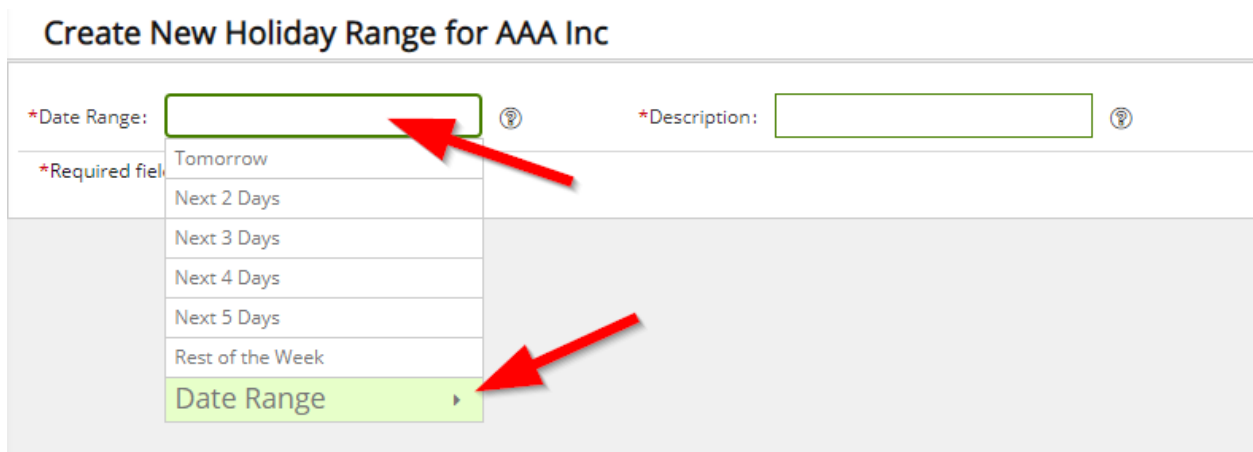 Create New Holiday Range for AAA Inc
*Date Range:
*Description:
Tomorrow
*Required fiel
Next 2 Days
Next 3 Days
Next 4 Days
Next 5 Days
Rest of the Week
Date Range